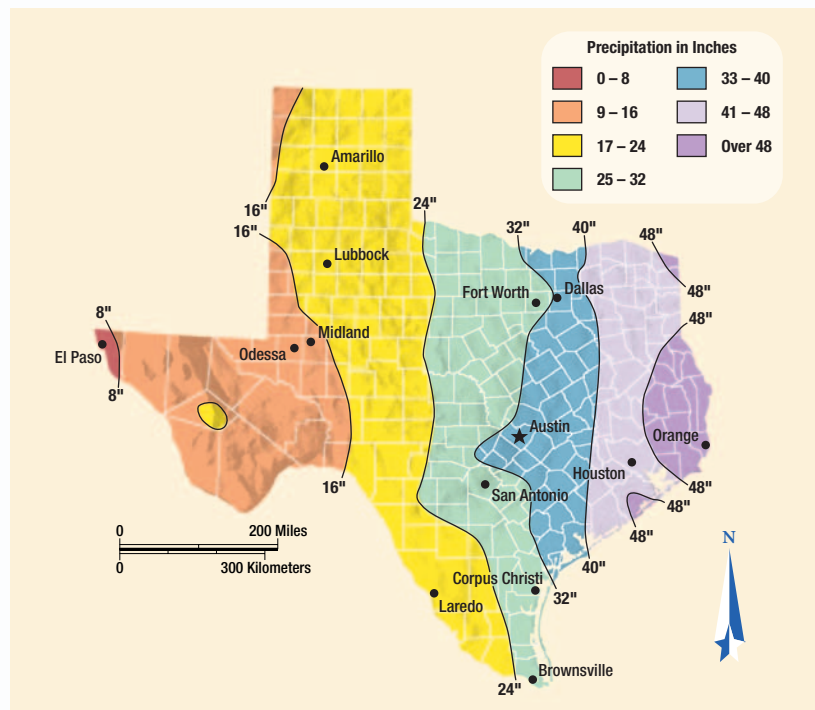 Precipitation in Inches
0 – 8
9 – 16
17 – 24
25 – 32
33 – 40
41 – 48
Over 48
Amarillo
16"
24"
16"
32"
40"
48"
Lubbock
48"
Fort Worth
Dallas
8"
48"
Midland
Odessa
El Paso
8"
Austin
Orange
Houston
16"
San Antonio
48"
48"
48"
0
200 Miles
0
300 Kilometers
N
40"
Corpus Christi
32"
Laredo
Brownsville
24"